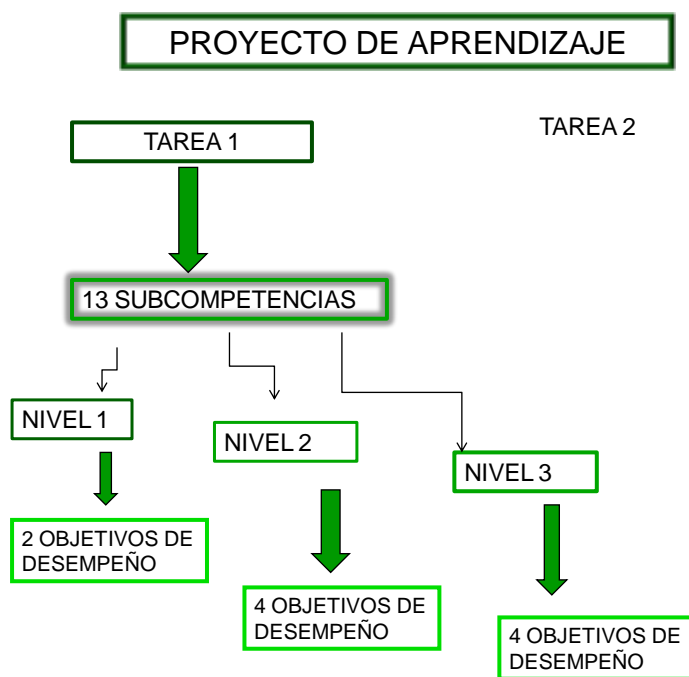 PROYECTO DE APRENDIZAJE
TAREA 1
TAREA 2
13 SUBCOMPETENCIAS
NIVEL 1
NIVEL 2
NIVEL 3
2 OBJETIVOS DE
DESEMPEÑO
4 OBJETIVOS DE
DESEMPEÑO
4 OBJETIVOS DE
DESEMPEÑO